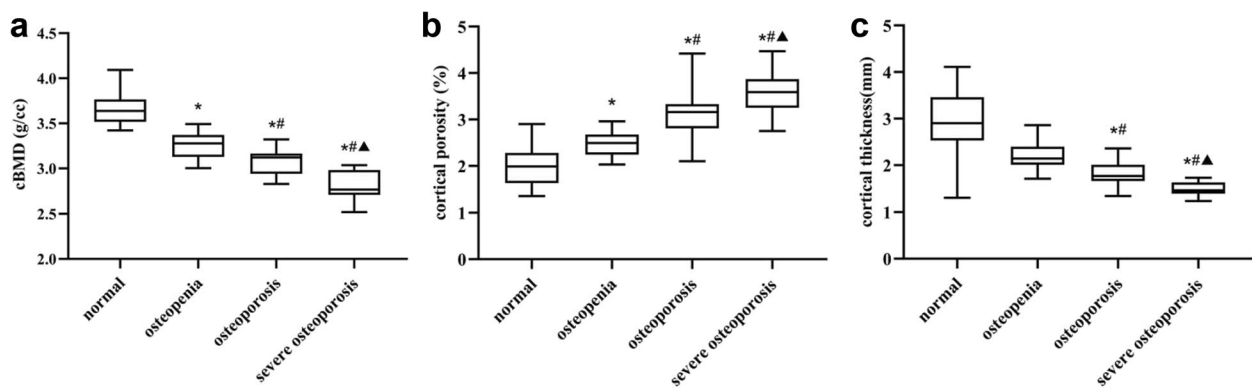 a
cBMD (g/cc)
4.5
4.0
3.5
3.0
2.5
2.0
*
*#
*#▲
normal
osteopenia
osteoporosis
severe osteoporosis
b
cortical porosity (%)
5
4
3
2
1
0
*
*#
*#▲
normal
osteopenia
osteoporosis
severe osteoporosis
c
cortical thickness(mm)
5
4
3
2
1
0
*#
*#▲
normal
osteopenia
osteoporosis
severe osteoporosis